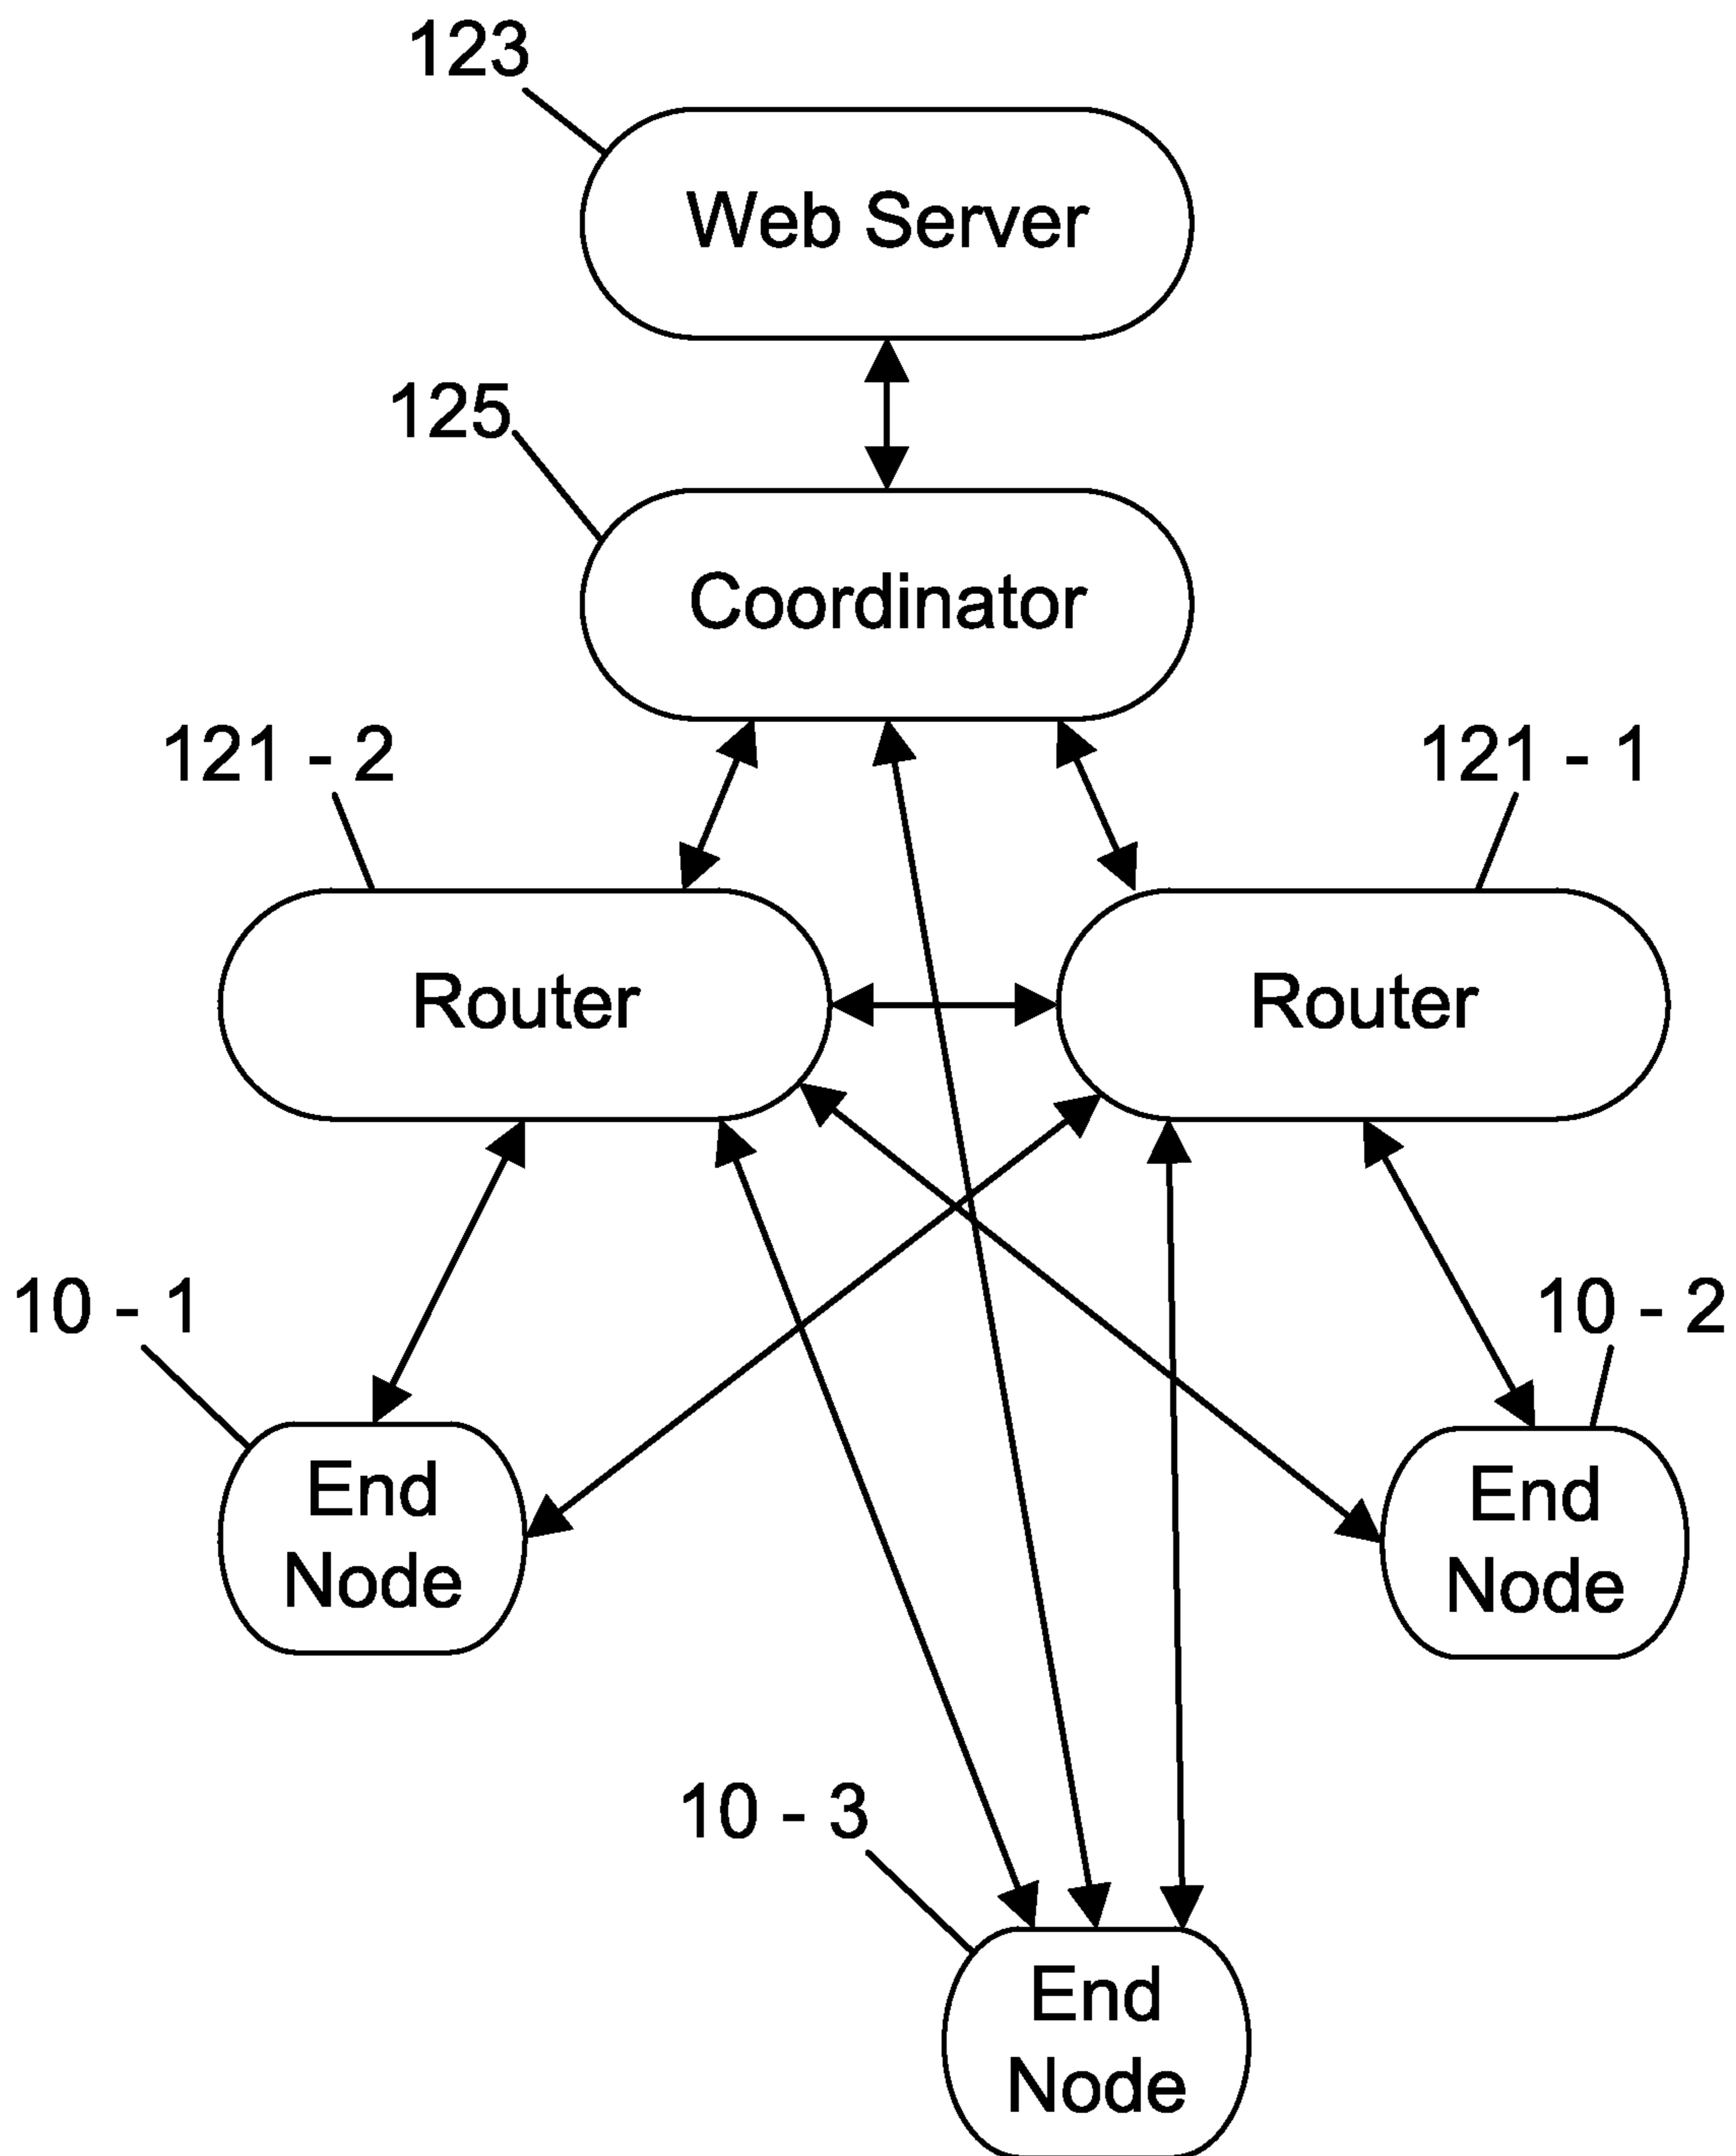 123
Web Server
125
Coordinator
121 - 2
121 - 1
Router
Router
10 - 1
10 - 2
End
Node
End
Node
10 - 3
End
Node